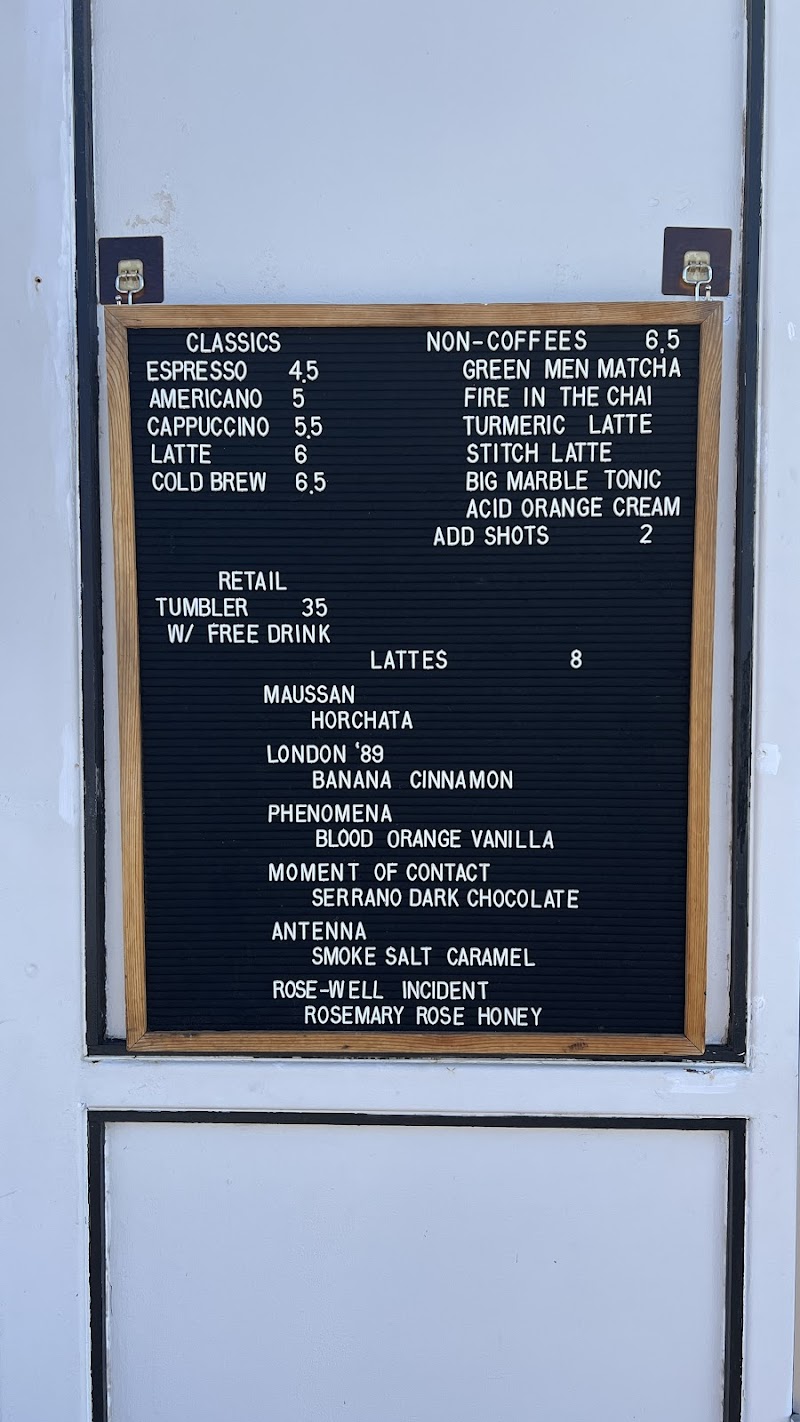 CLASSICS
ESPRESSO 4.5
AMERICANO 5
CAPPUCCINO 5.5
LATTE 6
COLD BREW 6.5
NON-COFFEES 6.5
GREEN MEN MATCHA
FIRE IN THE CHAI
TURMERIC LATTE
STITCH LATTE
BIG MARBLE TONIC
ACID ORANGE CREAM
ADD SHOTS 2
RETAIL
TUMBLER 35
W/ FREE DRINK
LATTES 8
MAUSSAN
HORCHATA
LONDON '89
BANANA CINNAMON
PHENOMENA
BLOOD ORANGE VANILLA
MOMENT OF CONTACT
SERRANO DARK CHOCOLATE
ANTENNA
SMOKE SALT CARAMEL
ROSE-WELL INCIDENT
ROSEMARY ROSE HONEY